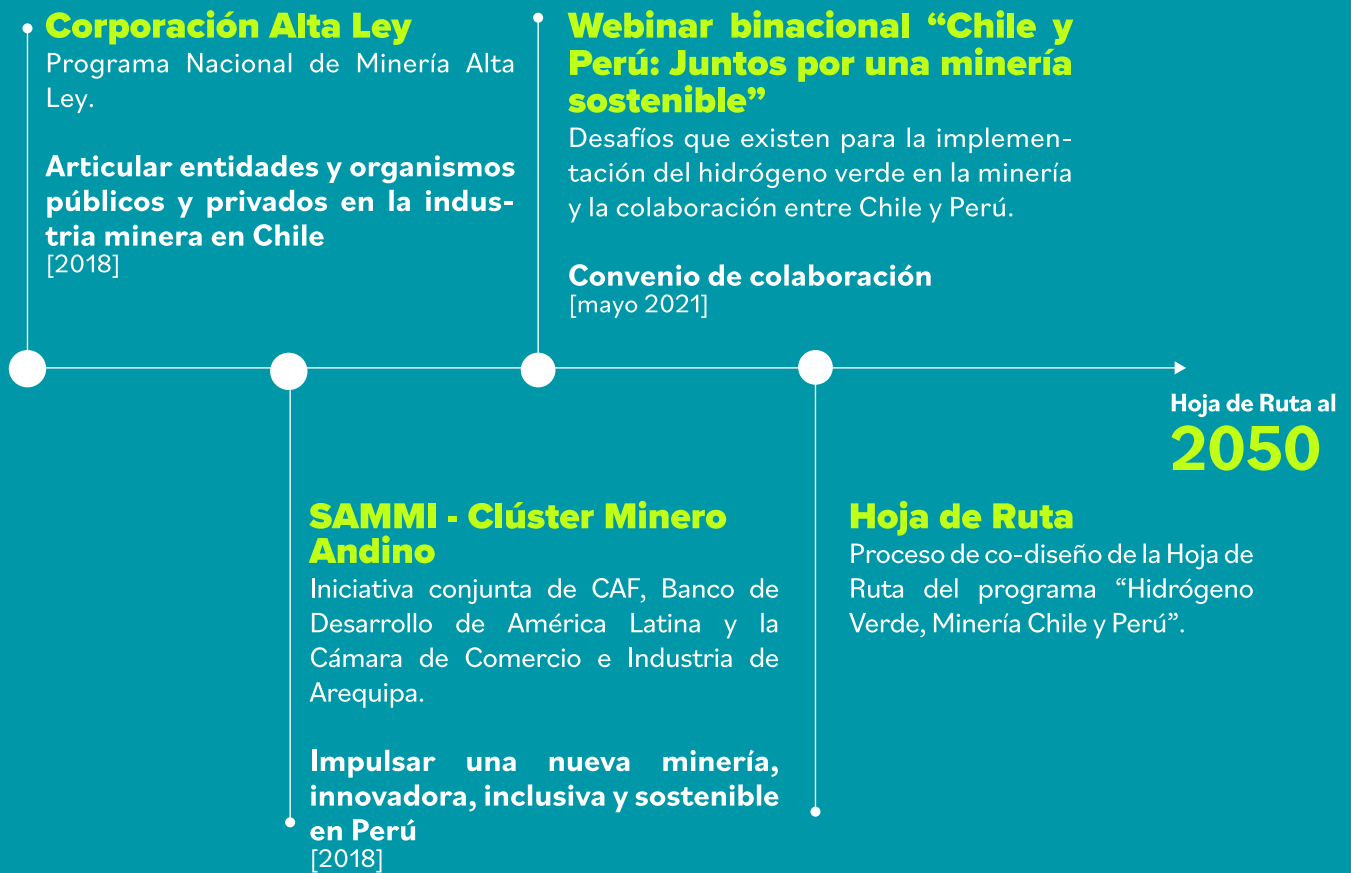 Corporación Alta Ley
Programa Nacional de Minería Alta
Ley.
Articular entidades y organismos
públicos y privados en la indus-
tria minera en Chile
[2018]
Webinar binacional “Chile y
Perú: Juntos por una minería
sostenible”
Desafíos que existen para la implemen-
tación del hidrógeno verde en la minería
y la colaboración entre Chile y Perú.
Convenio de colaboración
[mayo 2021]
Hoja de Ruta al
2050
SAMMI - Clúster Minero
Andino
Iniciativa conjunta de CAF, Banco de
Desarrollo de América Latina y la
Cámara de Comercio e Industria de
Arequipa.
Impulsar una nueva minería,
innovadora, inclusiva y sostenible
en Perú
[2018]
Hoja de Ruta
Proceso de co-diseño de la Hoja de
Ruta del programa “Hidrógeno
Verde, Minería Chile y Perú”.